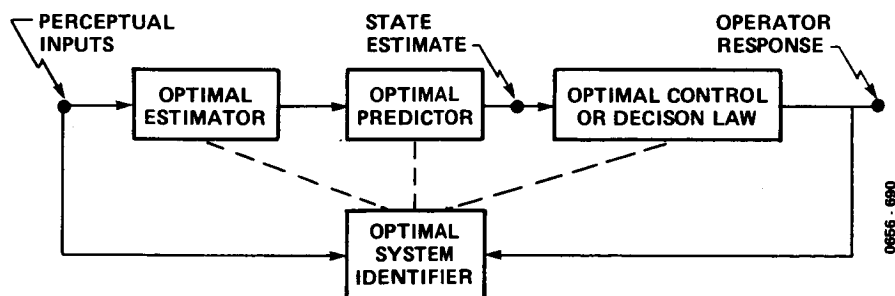 PERCEPTUAL
INPUTS
STATE
ESTIMATE
OPERATOR
RESPONSE
OPTIMAL
ESTIMATOR
OPTIMAL
PREDICTOR
OPTIMAL CONTROL
OR DECISON LAW
OPTIMAL
SYSTEM
IDENTIFIER
0656-690